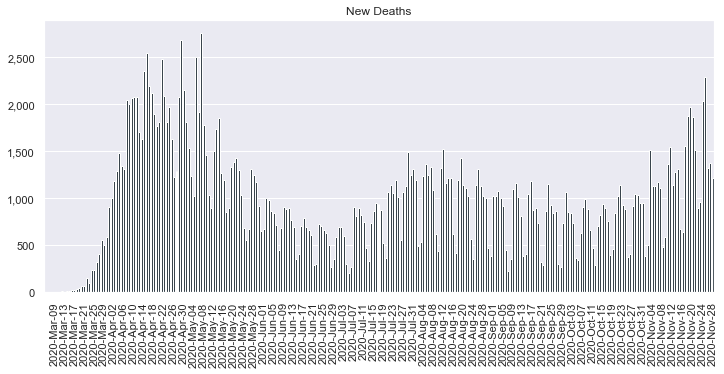 New Deaths
2,500
2,000
1,500
1,000
500
0
2020-Mar-09
2020-Mar-13
2020-Mar-17
2020-Mar-21
2020-Mar-25
2020-Mar-29
2020-Apr-02
2020-Apr-06
2020-Apr-10
2020-Apr-14
2020-Apr-18
2020-Apr-22
2020-Apr-26
2020-Apr-30
2020-May-04
2020-May-08
2020-May-12
2020-May-16
2020-May-20
2020-May-24
2020-May-28
2020-Jun-01
2020-Jun-05
2020-Jun-09
2020-Jun-13
2020-Jun-17
2020-Jun-21
2020-Jun-25
2020-Jun-29
2020-Jul-03
2020-Jul-07
2020-Jul-11
2020-Jul-15
2020-Jul-19
2020-Jul-23
2020-Jul-27
2020-Jul-31
2020-Aug-04
2020-Aug-08
2020-Aug-12
2020-Aug-16
2020-Aug-20
2020-Aug-24
2020-Aug-28
2020-Sep-01
2020-Sep-05
2020-Sep-09
2020-Sep-13
2020-Sep-17
2020-Sep-21
2020-Sep-25
2020-Sep-29
2020-Oct-03
2020-Oct-07
2020-Oct-11
2020-Oct-15
2020-Oct-19
2020-Oct-23
2020-Oct-27
2020-Oct-31
2020-Nov-04
2020-Nov-08
2020-Nov-12
2020-Nov-16
2020-Nov-20
2020-Nov-24
2020-Nov-28